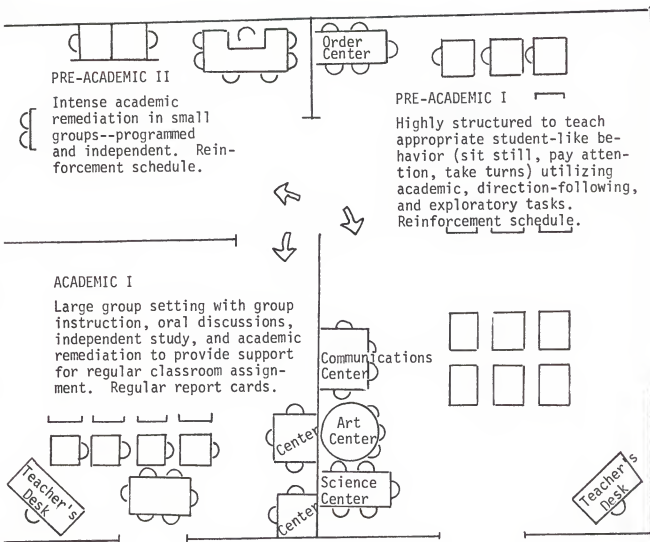 Order
Center
PRE-ACADEMIC II
Intense academic
remediation in small
groups--programmed
and independent. Rein-
forcement schedule.
PRE-ACADEMIC I
Highly structured to teach
appropriate student-like be-
havior (sit still, pay atten-
tion, take turns) utilizing
academic, direction-following,
and exploratory tasks.
Reinforcement schedule.
ACADEMIC I
Large group setting with group
instruction, oral discussions,
independent study, and academic
remediation to provide support
for regular classroom assign-
ment. Regular report cards.
Communications
Center
Art
Center
Center
Science
Center
Center
Teacher's
Desk
Teacher's
Desk